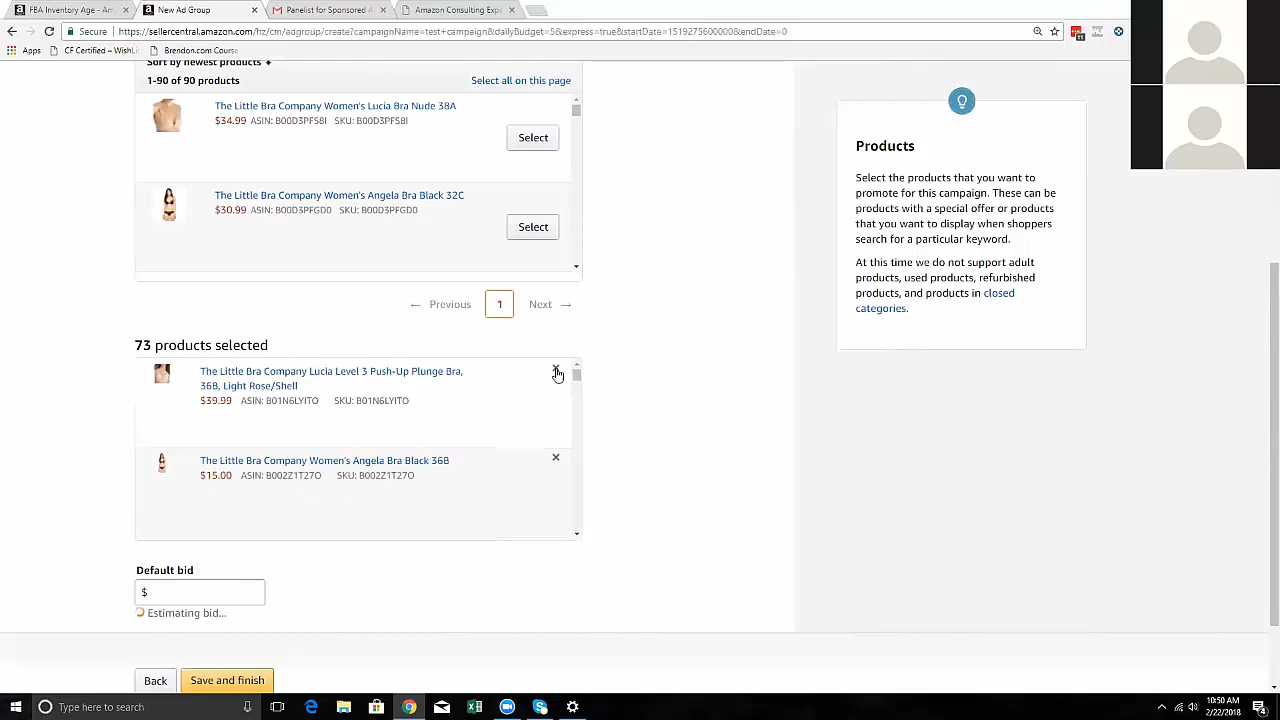 FBA Inventory Age - Am
New Ad Group
Panelist for Sponsored A
Amazon Consulting Expe
Secure https://sellercentral.amazon.com/hz/cm/adgroup/create?campaignName=test+campaign&dailyBudget=5&express=true&startDate=1519275600000&endDate=0
Apps CF Certified – WishLi Brendon.com Course
Sort by newest products
1-90 of 90 products Select all on this page
The Little Bra Company Women's Lucia Bra Nude 38A
$34.99 ASIN: B00D3PFS8I SKU: B00D3PFS8I
Select
The Little Bra Company Women's Angela Bra Black 32C
$30.99 ASIN: B00D3PFGD0 SKU: B00D3PFGD0
Select
← Previous 1 Next →
73 products selected
The Little Bra Company Lucia Level 3 Push-Up Plunge Bra,
36B, Light Rose/Shell
$39.99 ASIN: B01N6LYITO SKU: B01N6LYITO
The Little Bra Company Women's Angela Bra Black 36B
$15.00 ASIN: B002Z1T27O SKU: B002Z1T27O
Default bid
$
Estimating bid...
Back Save and finish
Products
Select the products that you want to
promote for this campaign. These can be
products with a special offer or products
that you want to display when shoppers
search for a particular keyword.
At this time we do not support adult
products, used products, refurbished
products, and products in closed
categories.
Type here to search
10:50 AM
2/22/2018